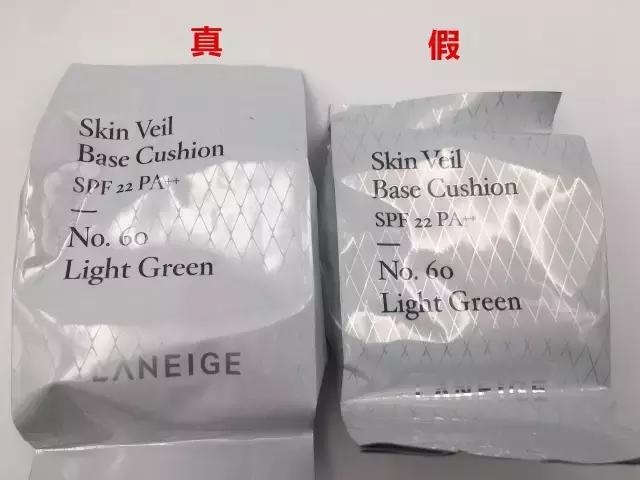 真
假
Skin Veil
Base Cushion
SPF 22 PA++
No. 60
Light Green
LANEIGE
Skin Veil
Base Cushion
SPF 22 PA++
No. 60
Light Green
LANEIGE